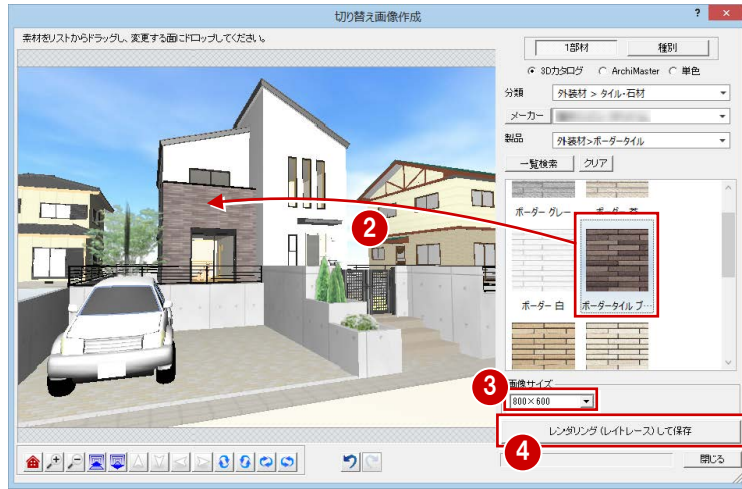 切り替え画像作成
? ×
素材をリストからドラッグし、変更する面にドロップしてください。
1部材 種別
3Dカタログ ArchiMaster 単色
分類 外装材 > タイル・石材
メーカー
製品 外装材>ボーダータイル
一覧検索 クリア
ボーダー グレー
ボーダー 茶
2
ボーダー 白
ボーダータイル ブ…
3
画像サイズ
800×600
レンダリング(レイトレース)して保存
4
閉じる